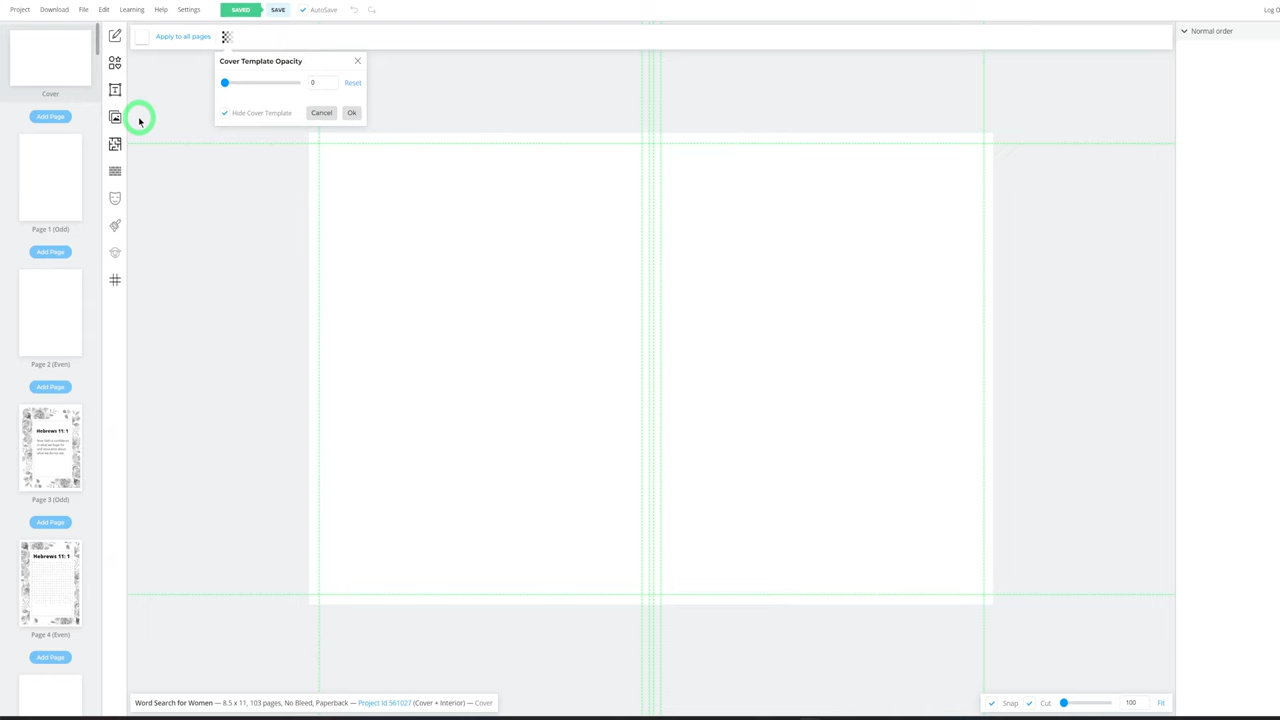 Project Download File Edit Learning Help Settings SAVED SAVE AutoSave Log O
Apply to all pages
Normal order
Cover Template Opacity
0 Reset
Hide Cover Template Cancel Ok
Cover
Add Page
Page 1 (Odd)
Add Page
Page 2 (Even)
Add Page
Hebrews 11: 1
Page 3 (Odd)
Add Page
Hebrews 11: 1
Page 4 (Even)
Add Page
Word Search for Women — 8.5 x 11, 103 pages, No Bleed, Paperback — Project Id 561027 (Cover + Interior) — Cover
Snap Cut 100 Fit